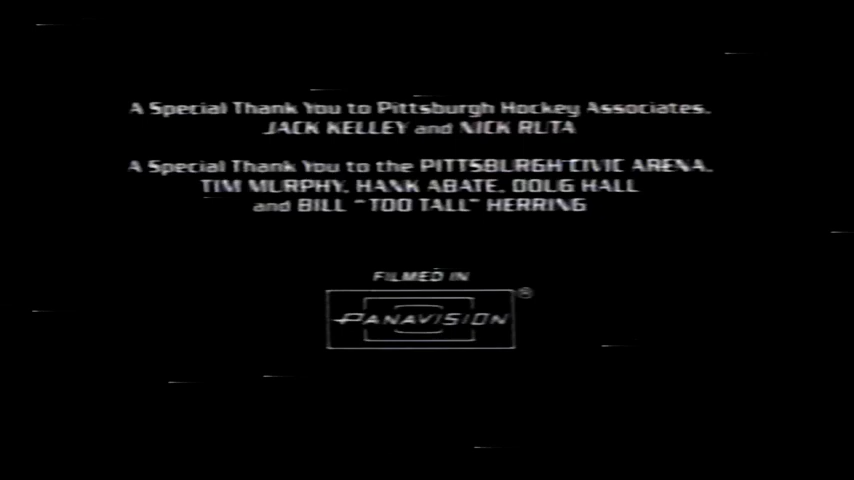 A Special Thank You to Pittsburgh Hockey Associates,
JACK KELLEY and NICK RUTA
A Special Thank You to the PITTSBURGH CIVIC ARENA,
TIM MURPHY, HANK ABATE, DOUG HALL
and BILL "TOO TALL" HERRING
FILMED IN
PANAVISION®